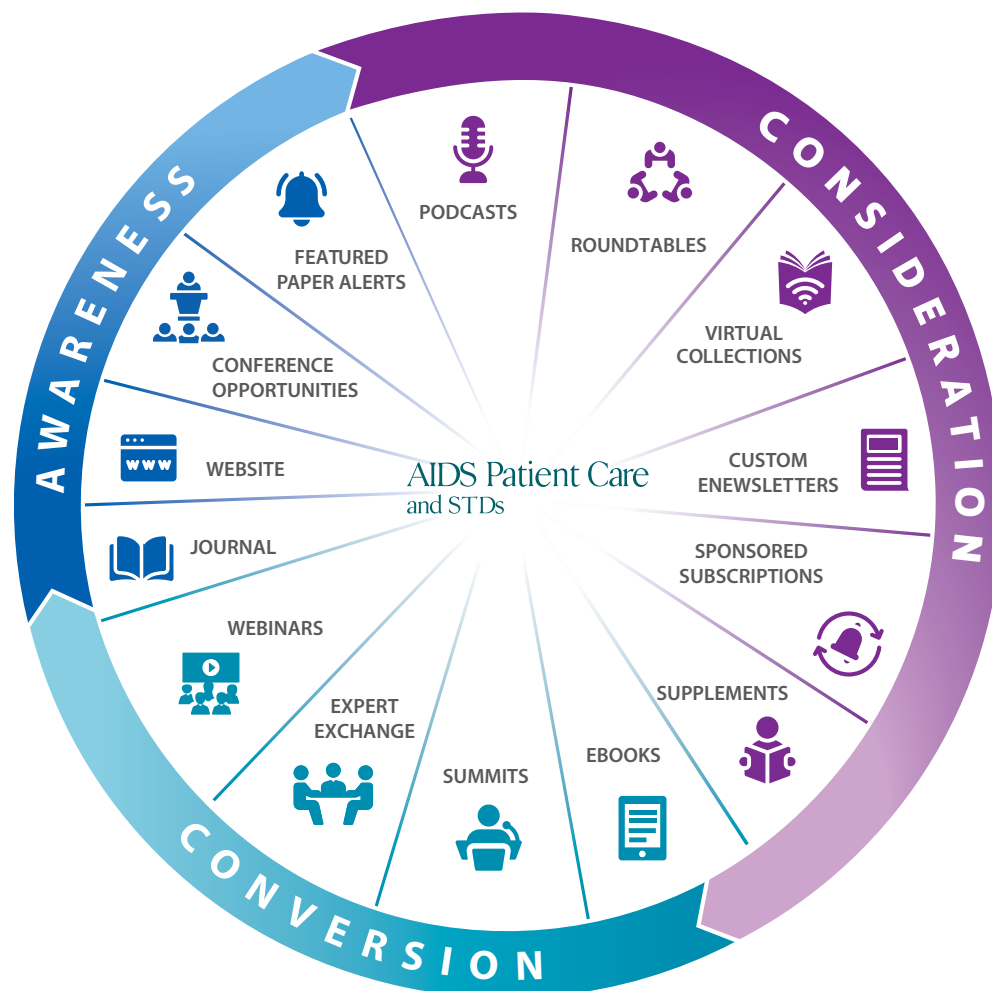 AWARENESS
CONSIDERATION
CONVERSION
PODCASTS
ROUNDTABLES
VIRTUAL
COLLECTIONS
CUSTOM
ENEWSLETTERS
SPONSORED
SUBSCRIPTIONS
SUPPLEMENTS
EBOOKS
SUMMITS
EXPERT
EXCHANGE
WEBINARS
JOURNAL
WEBSITE
WWW
CONFERENCE
OPPORTUNITIES
FEATURED
PAPER ALERTS
AIDS Patient Care
and STDs